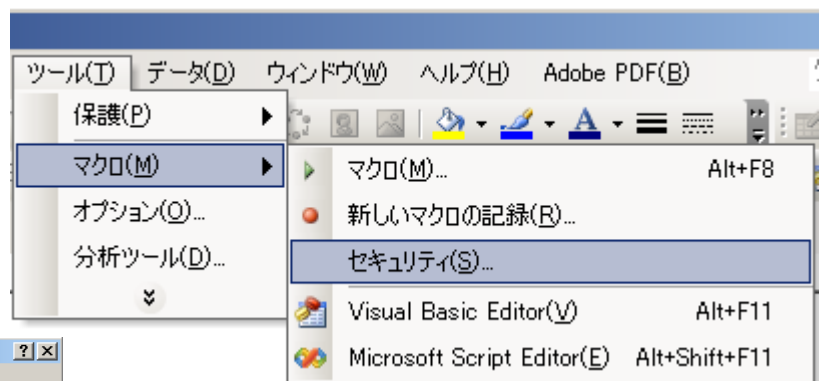 ツール(T) データ(D) ウィンドウ(W) ヘルプ(H) Adobe PDF(B)
保護(P)
マクロ(M)
オプション(O)...
分析ツール(D)...
マクロ(M)... Alt+F8
新しいマクロの記録(R)...
セキュリティ(S)...
Visual Basic Editor(V) Alt+F11
Microsoft Script Editor(E) Alt+Shift+F11